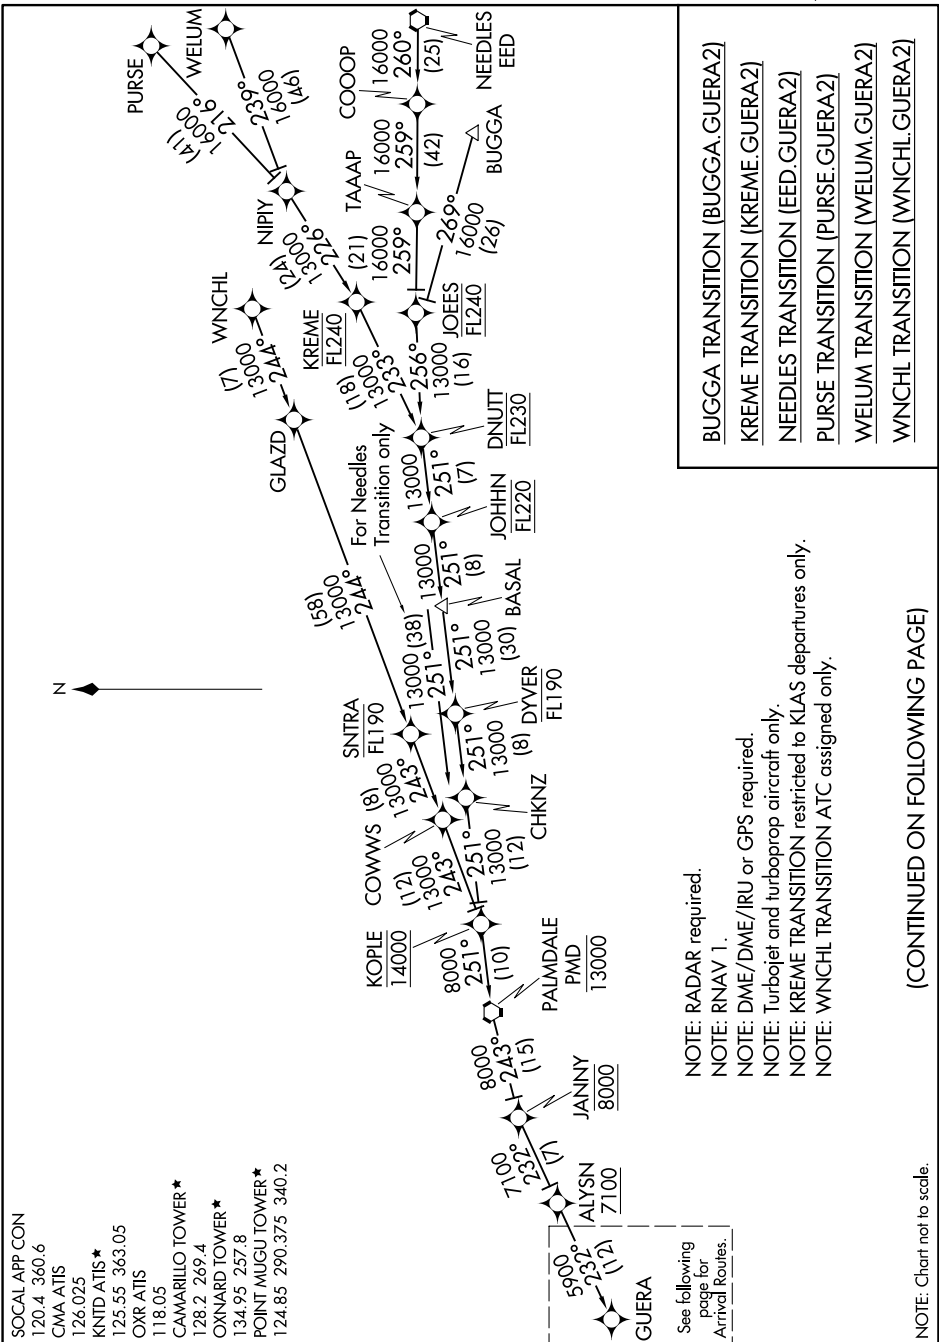 SOCAL APP CON
120.4 360.6
CMA ATIS
126.025
KNTD ATIS★
125.55 363.05
OXR ATIS
118.05
CAMARILLO TOWER★
128.2 269.4
OXNARD TOWER★
134.95 257.8
POINT MUGU TOWER★
124.85 290.375 340.2
N
PURSE
216°
16000
(41)
WELUM
239°
16000
(46)
NIPIY
226°
13000
(24)
KREME
FL240
233°
13000
(18)
NEEDLES
EED
16000
260°
(25)
COOOP
16000
259°
(42)
TAAAP
(21)
16000
259°
BUGGA
269°
16000
(26)
JOEES
FL240
256°
13000
(16)
DNUTT
FL230
13000
251°
(7)
JOHHN
FL220
13000
251°
(8)
BASAL
251°
13000
(30)
DYVER
FL190
251°
13000
(8)
CHKNZ
251°
13000
(12)
For Needles
Transition only
13000 (38)
251°
WNCHL
(7)
13000
244°
GLAZD
(58)
13000
244°
SNTRA
FL190
(8)
13000
243°
COWWS
(12)
13000
243°
KOPLE
14000
8000
251°
(10)
PALMDALE
PMD
13000
8000
243°
(15)
JANNY
8000
7100
232°
(7)
ALYSN
7100
5900
232°
(12)
GUERA
See following
page for
Arrival Routes.
NOTE: RADAR required.
NOTE: RNAV 1.
NOTE: DME/DME/IRU or GPS required.
NOTE: Turbojet and turboprop aircraft only.
NOTE: KREME TRANSITION restricted to KLAS departures only.
NOTE: WNCHL TRANSITION ATC assigned only.
BUGGA TRANSITION (BUGGA.GUERA2)
KREME TRANSITION (KREME.GUERA2)
NEEDLES TRANSITION (EED.GUERA2)
PURSE TRANSITION (PURSE.GUERA2)
WELUM TRANSITION (WELUM.GUERA2)
WNCHL TRANSITION (WNCHL.GUERA2)
(CONTINUED ON FOLLOWING PAGE)
NOTE: Chart not to scale.